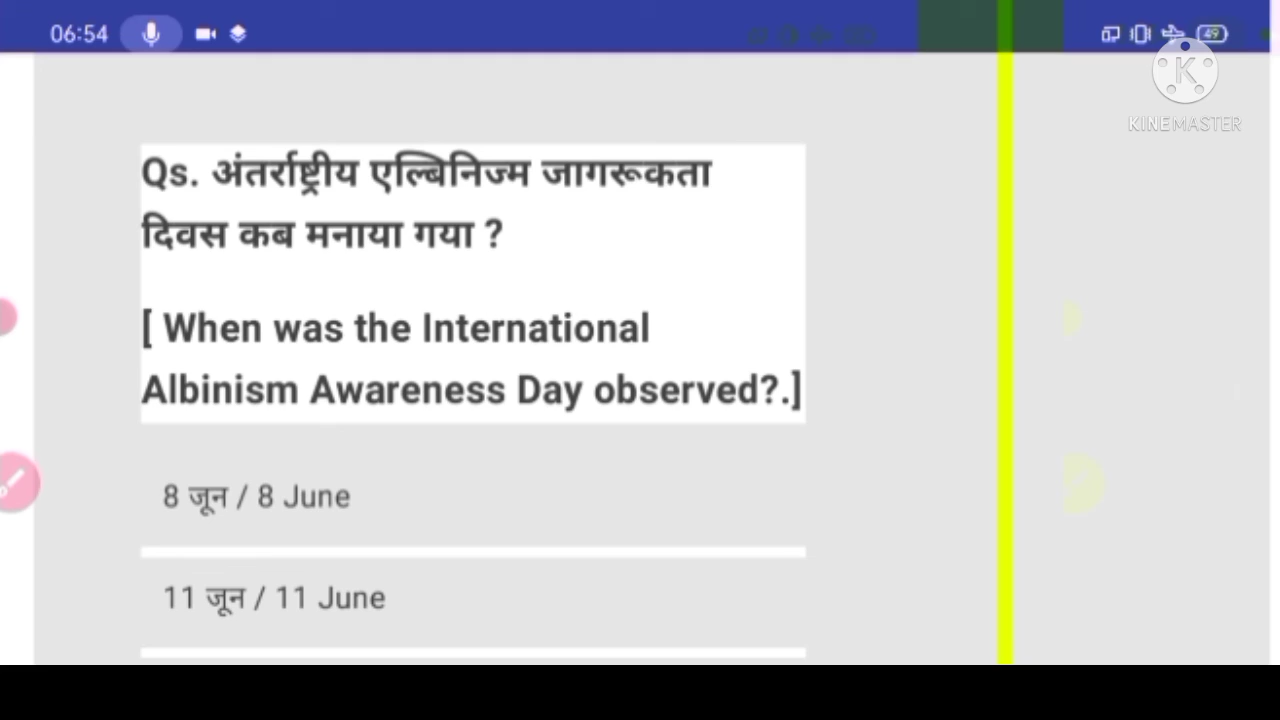 06:54
49
KINEMASTER
Qs. अंतर्राष्ट्रीय एल्बिनिज्म जागरूकता
दिवस कब मनाया गया ?
[ When was the International
Albinism Awareness Day observed?.]
8 जून / 8 June
11 जून / 11 June